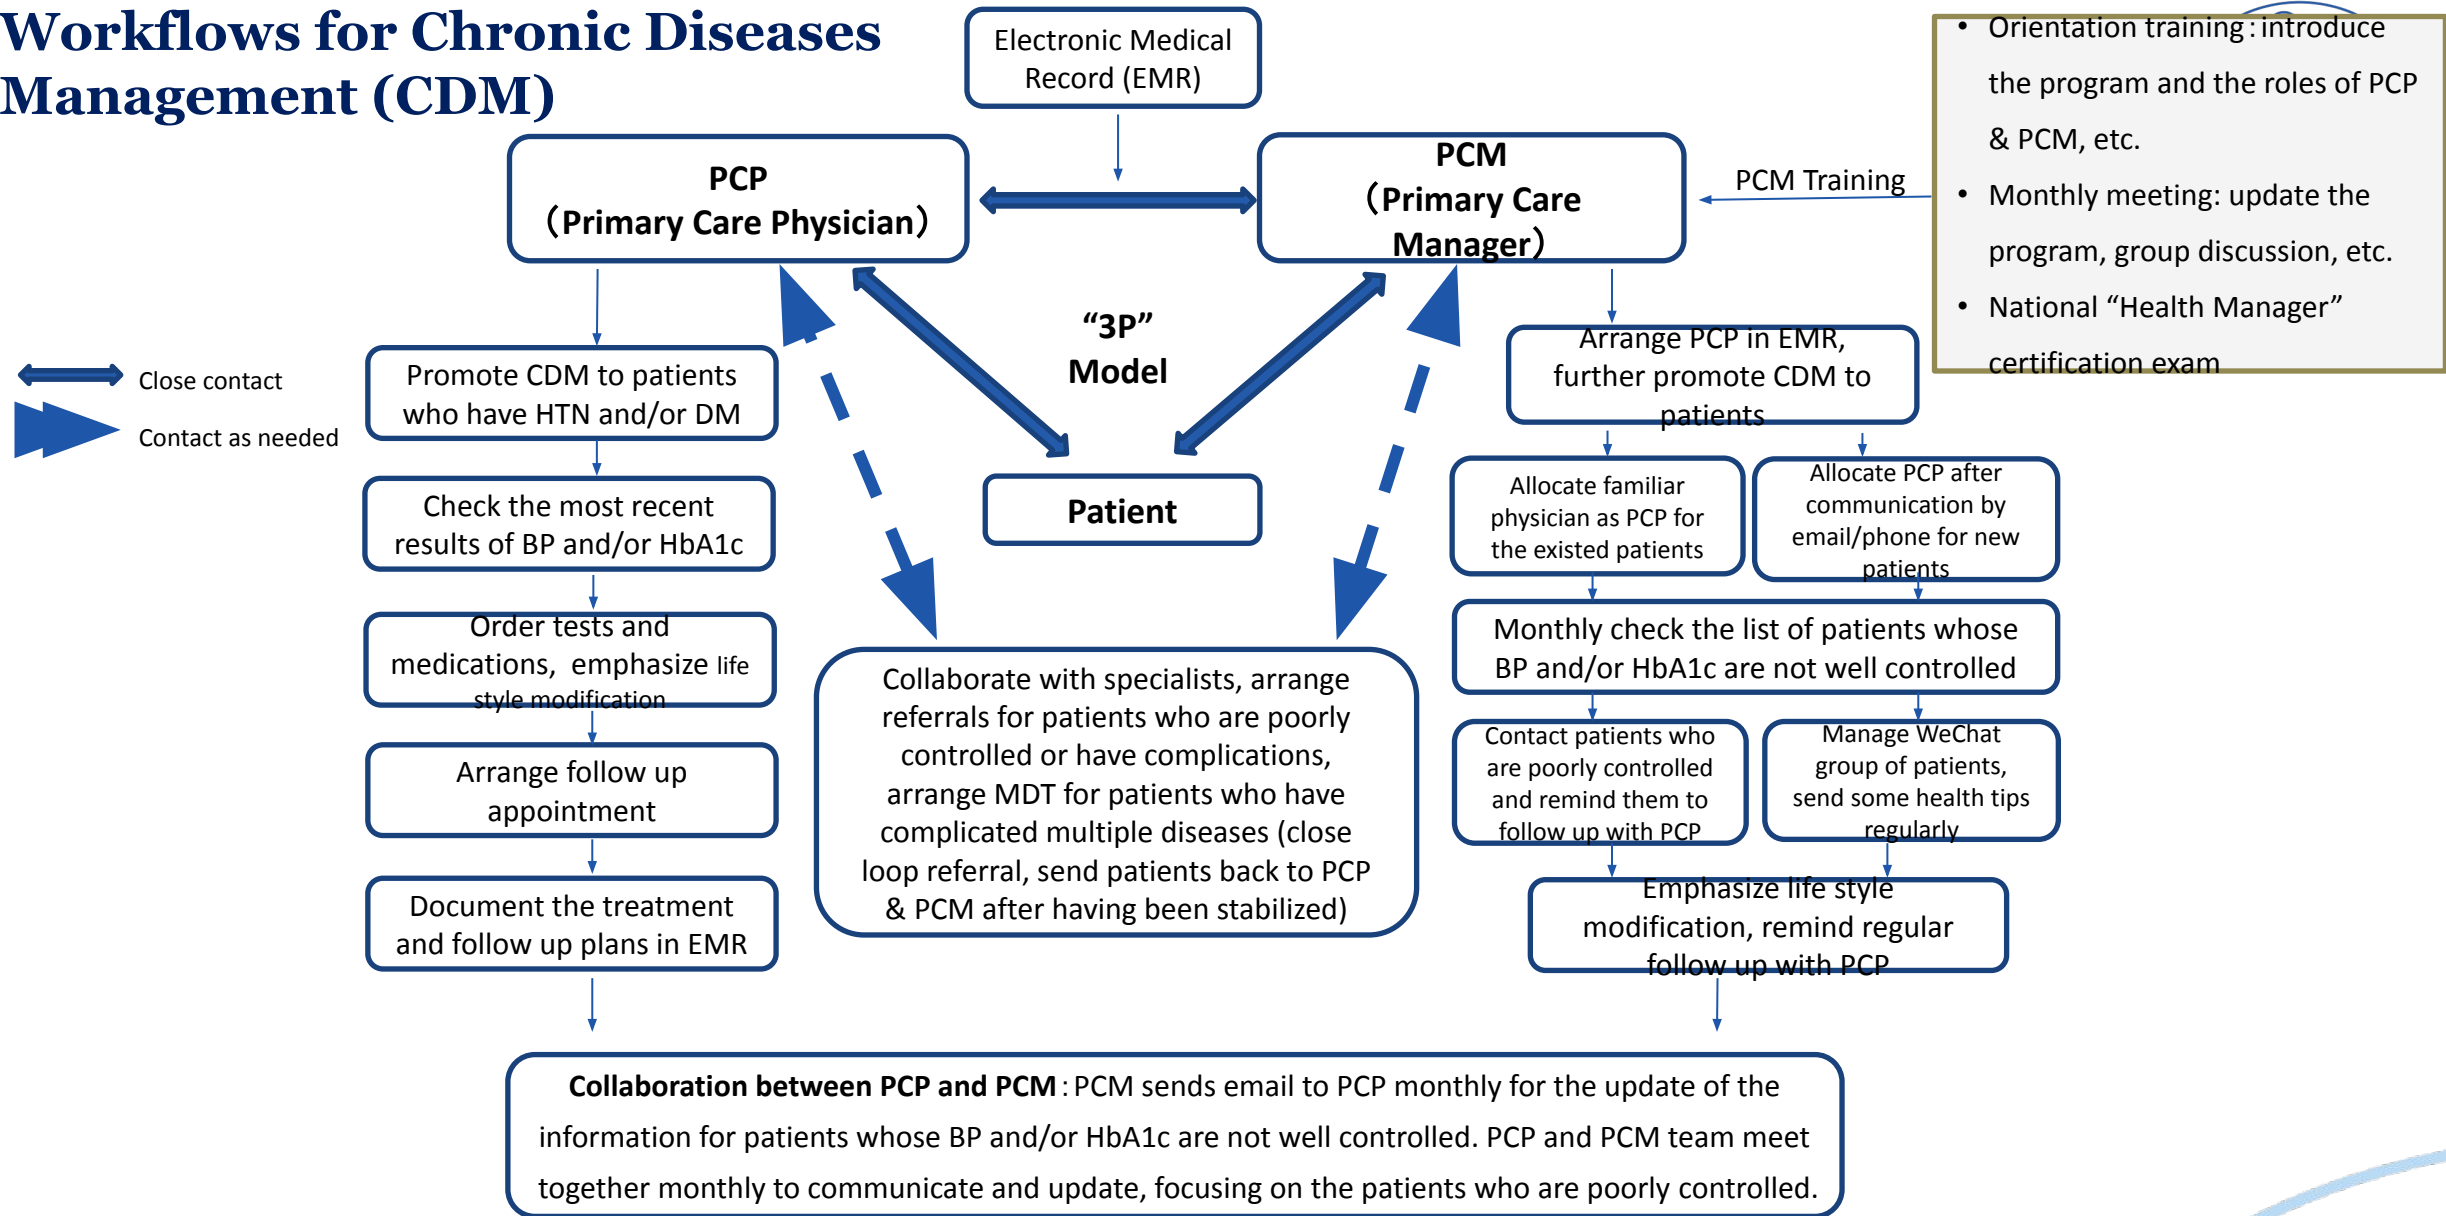 Workflows for Chronic Diseases
Management (CDM)
Electronic Medical
Record (EMR)
• Orientation training：introduce
the program and the roles of PCP
& PCM, etc.
• Monthly meeting: update the
program, group discussion, etc.
• National “Health Manager”
certification exam
PCP
（Primary Care Physician）
PCM
（Primary Care
Manager）
PCM Training
“3P”
Model
Patient
Close contact
Contact as needed
Promote CDM to patients
who have HTN and/or DM
Check the most recent
results of BP and/or HbA1c
Order tests and
medications, emphasize life
style modification
Arrange follow up
appointment
Document the treatment
and follow up plans in EMR
Collaborate with specialists, arrange
referrals for patients who are poorly
controlled or have complications,
arrange MDT for patients who have
complicated multiple diseases (close
loop referral, send patients back to PCP
& PCM after having been stabilized)
Arrange PCP in EMR,
further promote CDM to
patients
Allocate familiar
physician as PCP for
the existed patients
Allocate PCP after
communication by
email/phone for new
patients
Monthly check the list of patients whose
BP and/or HbA1c are not well controlled
Contact patients who
are poorly controlled
and remind them to
follow up with PCP
Manage WeChat
group of patients,
send some health tips
regularly
Emphasize life style
modification, remind regular
follow up with PCP
Collaboration between PCP and PCM：PCM sends email to PCP monthly for the update of the
information for patients whose BP and/or HbA1c are not well controlled. PCP and PCM team meet
together monthly to communicate and update, focusing on the patients who are poorly controlled.